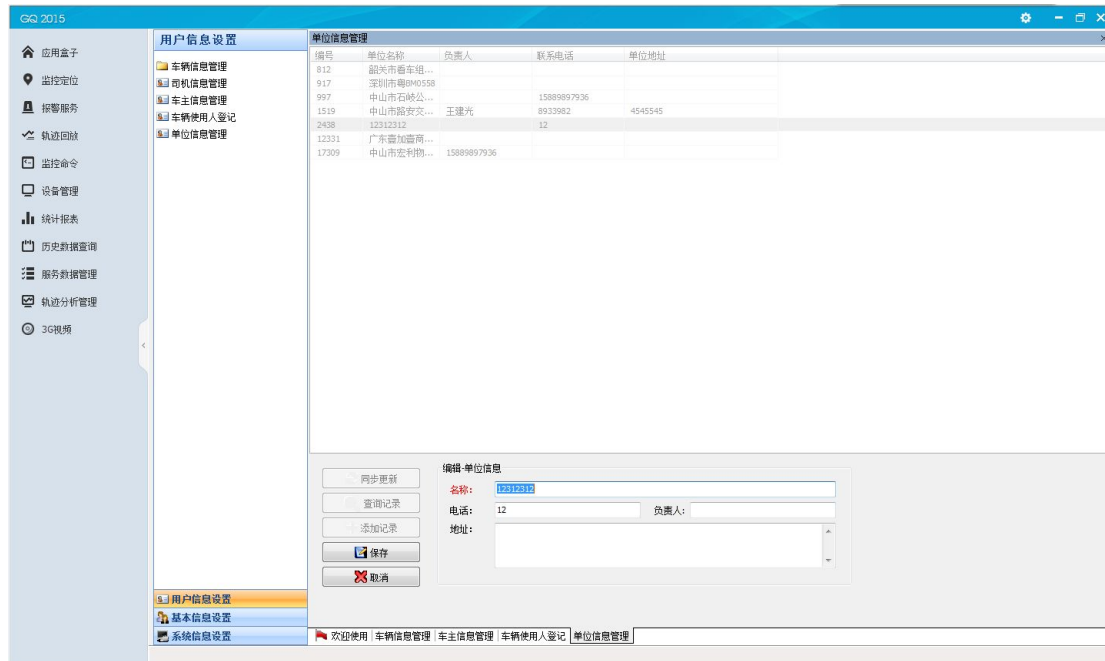 GQ 2015
应用盒子
监控定位
报警服务
轨迹回放
监控命令
设备管理
统计报表
历史数据查询
服务数据管理
轨迹分析管理
3G视频
用户信息设置
车辆信息管理
司机信息管理
车主信息管理
车辆使用人登记
单位信息管理
用户信息设置
基本信息设置
系统信息设置
单位信息管理
编号 单位名称 负责人 联系电话 单位地址
812 韶关市看车组...
917 深圳市粤BM0558
997 中山市石岐公... 15889897936
1519 中山市路安交... 王建光 8933982 4545545
2438 12312312 12
12331 广东喜加喜商...
17309 中山市宏利物... 15889897936
同步更新
查询记录
添加记录
保存
取消
编辑-单位信息
名称: 12312312
电话: 12 负责人:
地址:
欢迎使用 车辆信息管理 车主信息管理 车辆使用人登记 单位信息管理